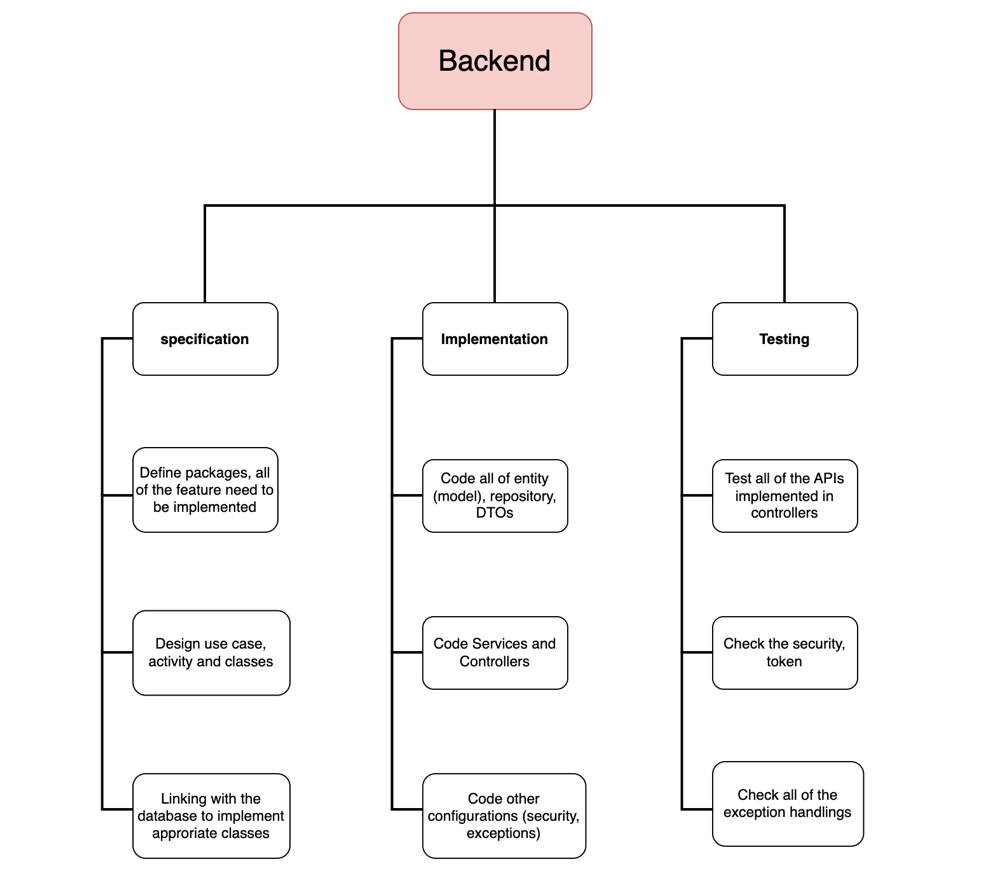 Backend
specification
Implementation
Testing
Define packages, all
of the feature need to
be implemented
Code all of entity
(model), repository,
DTOs
Test all of the APIs
implemented in
controllers
Design use case,
activity and classes
Code Services and
Controllers
Check the security,
token
Linking with the
database to implement
approriate classes
Code other
configurations (security,
exceptions)
Check all of the
exception handlings